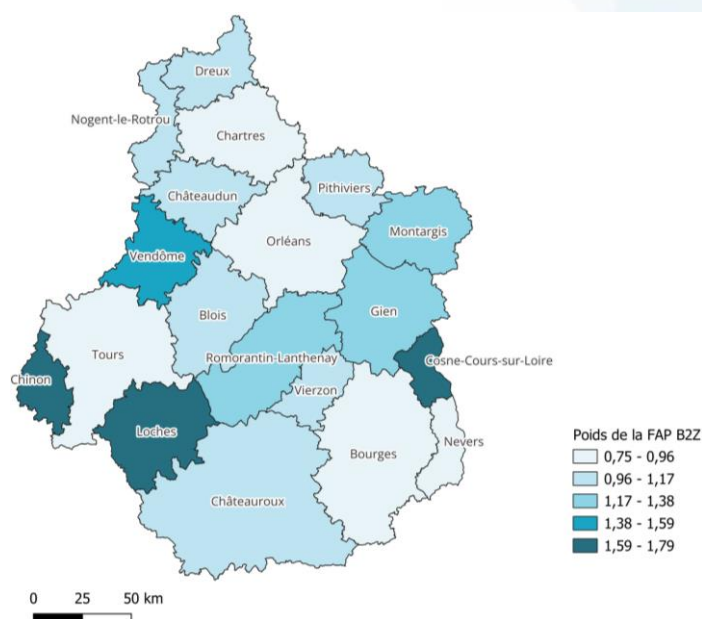 Dreux
Nogent-le-Rotrou
Chartres
Châteaudun
Pithiviers
Orléans
Montargis
Vendôme
Blois
Gien
Tours
Romorantin-Lanthenay
Cosne-Cours-sur-Loire
Chinon
Vierzon
Loches
Nevers
Bourges
Châteauroux
Poids de la FAP B2Z
0,75 - 0,96
0,96 - 1,17
1,17 - 1,38
1,38 - 1,59
1,59 - 1,79
0 25 50 km